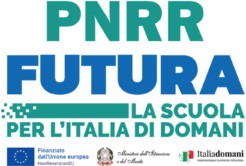 PNRR
FUTURA
LA SCUOLA
PER L'ITALIA DI DOMANI
Finanziato
dall'Unione europea
NextGenerationEU
Ministero dell'Istruzione
e del Merito
Italiadomani